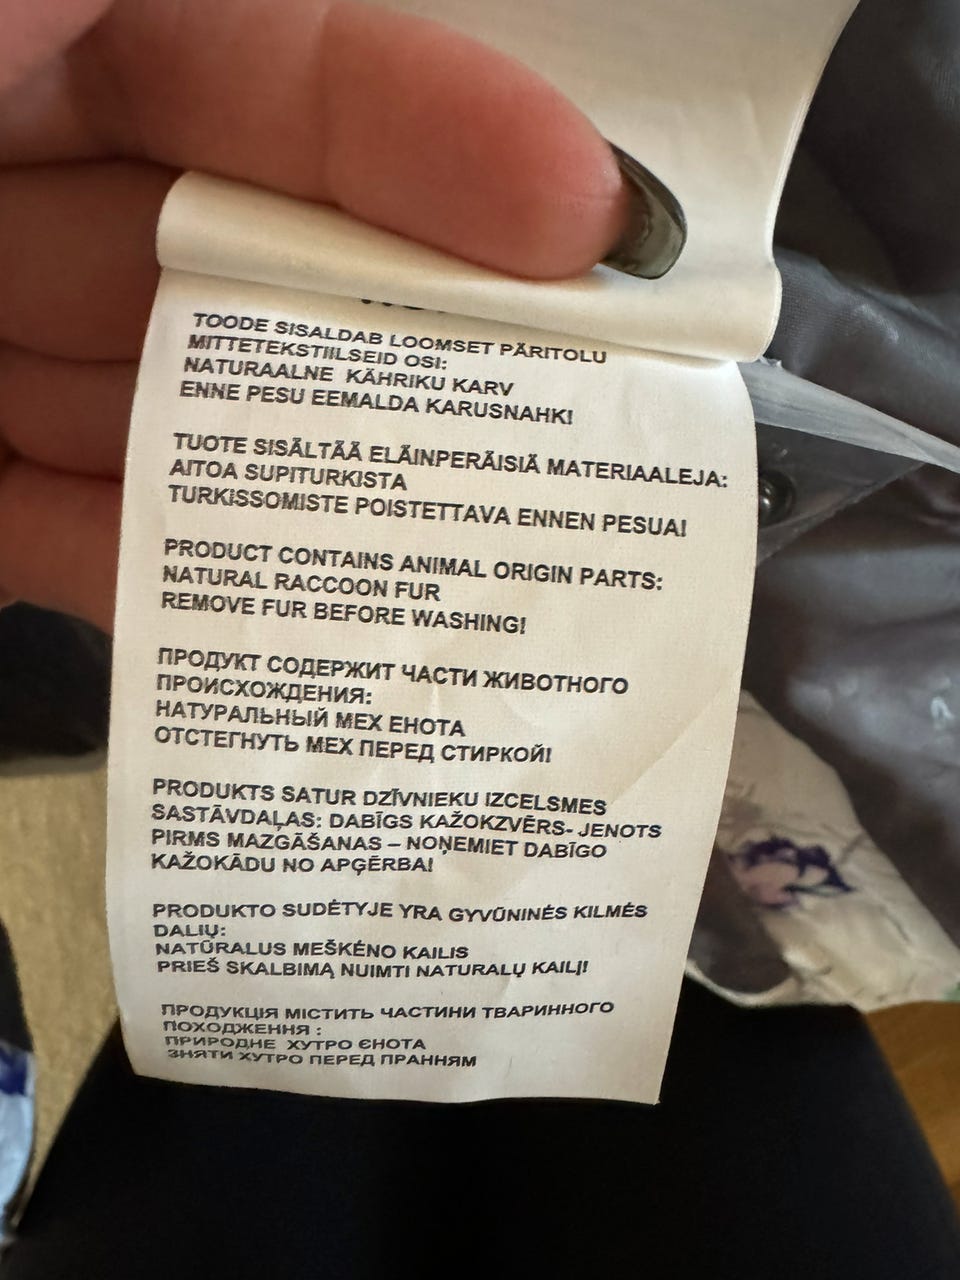 TOODE SISALDAB LOOMSET PÄRITOLU
MITTETEKSTIILSEID OSI:
NATURAALNE KÄHRIKU KARV
ENNE PESU EEMALDA KARUSNAHK!
TUOTE SISÄLTÄÄ ELÄINPERÄISIÄ MATERIAALEJA:
AITOA SUPITURKISTA
TURKISSOMISTE POISTETTAVA ENNEN PESUA!
PRODUCT CONTAINS ANIMAL ORIGIN PARTS:
NATURAL RACCOON FUR
REMOVE FUR BEFORE WASHING!
ПРОДУКТ СОДЕРЖИТ ЧАСТИ ЖИВОТНОГО
ПРОИСХОЖДЕНИЯ:
НАТУРАЛЬНЫЙ МЕХ ЕНОТА
ОТСТЕГНУТЬ МЕХ ПЕРЕД СТИРКОЙ!
PRODUKTS SATUR DZĪVNIEKU IZCELSMES
SASTĀVDAĻAS: DABĪGS KAŽOKZVĒRS- JENOTS
PIRMS MAZGĀŠANAS – NOŅEMIET DABĪGO
KAŽOKĀDU NO APĢĒRBA!
PRODUKTO SUDĖTYJE YRA GYVŪNINĖS KILMĖS
DALIŲ:
NATŪRALUS MEŠKĖNO KAILIS
PRIEŠ SKALBIMĄ NUIMTI NATURALŲ KAILĮ!
ПРОДУКЦІЯ МІСТИТЬ ЧАСТИНИ ТВАРИННОГО
ПОХОДЖЕННЯ :
ПРИРОДНЕ ХУТРО ЄНОТА
ЗНЯТИ ХУТРО ПЕРЕД ПРАННЯМ